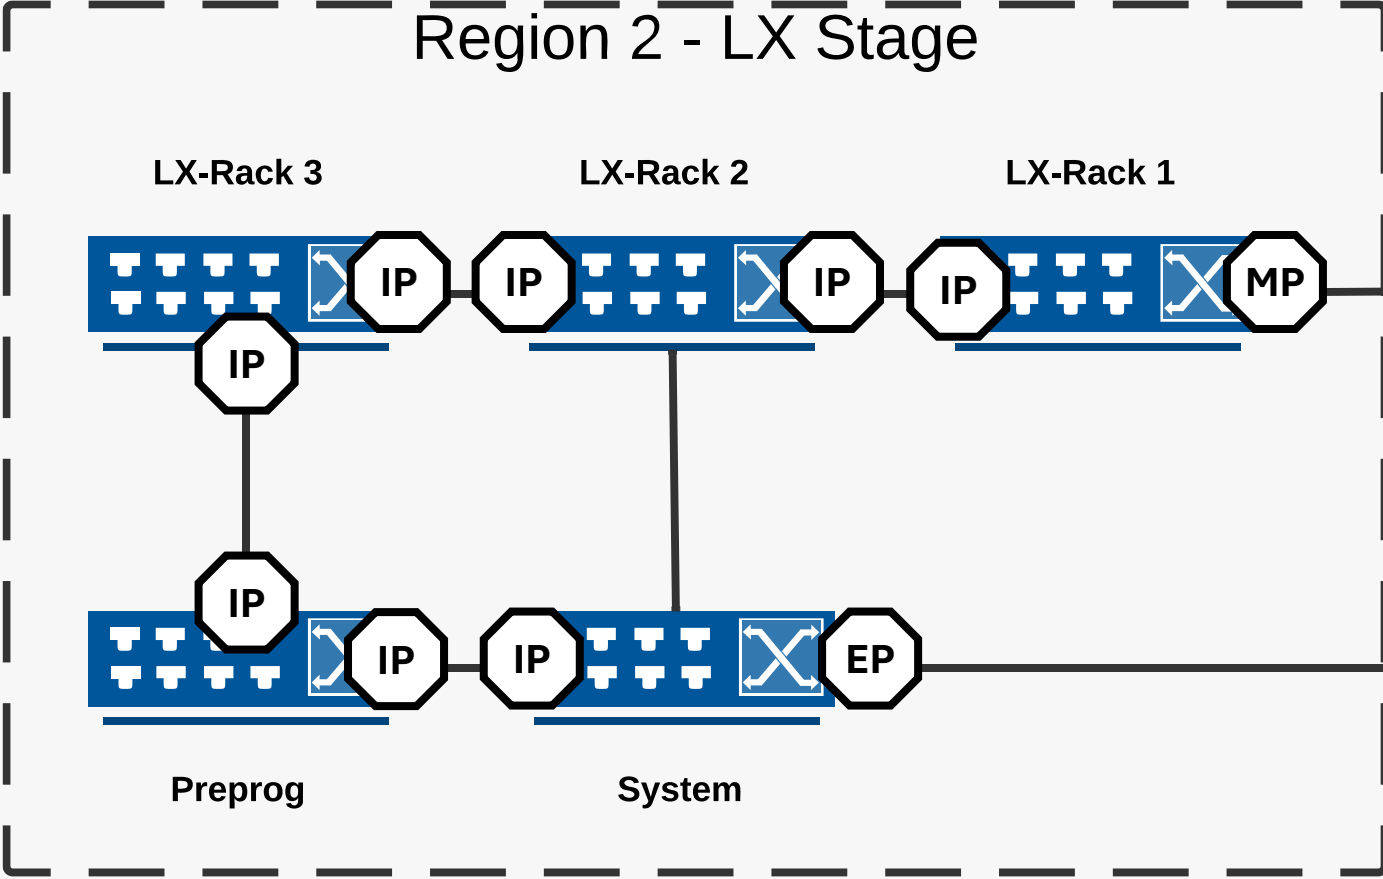 Region 2 - LX Stage
LX-Rack 3
LX-Rack 2
LX-Rack 1
IP
IP
IP
IP
MP
IP
IP
IP
IP
EP
Preprog
System